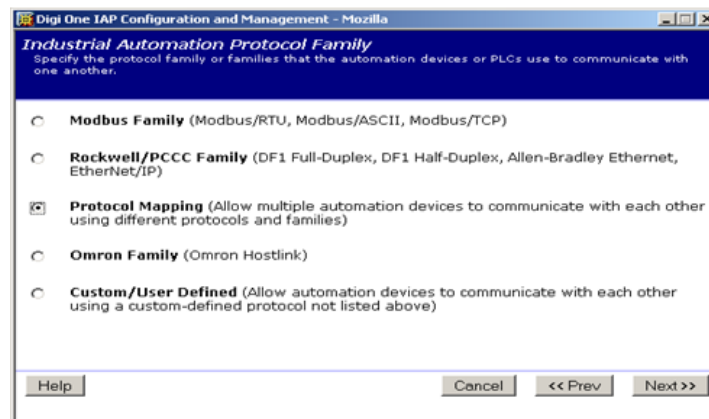 Digi One IAP Configuration and Management - Mozilla
Industrial Automation Protocol Family
Specify the protocol family or families that the automation devices or PLCs use to communicate with
one another.
Modbus Family (Modbus/RTU, Modbus/ASCII, Modbus/TCP)
Rockwell/PCCC Family (DF1 Full-Duplex, DF1 Half-Duplex, Allen-Bradley Ethernet,
EtherNet/IP)
Protocol Mapping (Allow multiple automation devices to communicate with each other
using different protocols and families)
Omron Family (Omron Hostlink)
Custom/User Defined (Allow automation devices to communicate with each other
using a custom-defined protocol not listed above)
Help Cancel << Prev Next >>